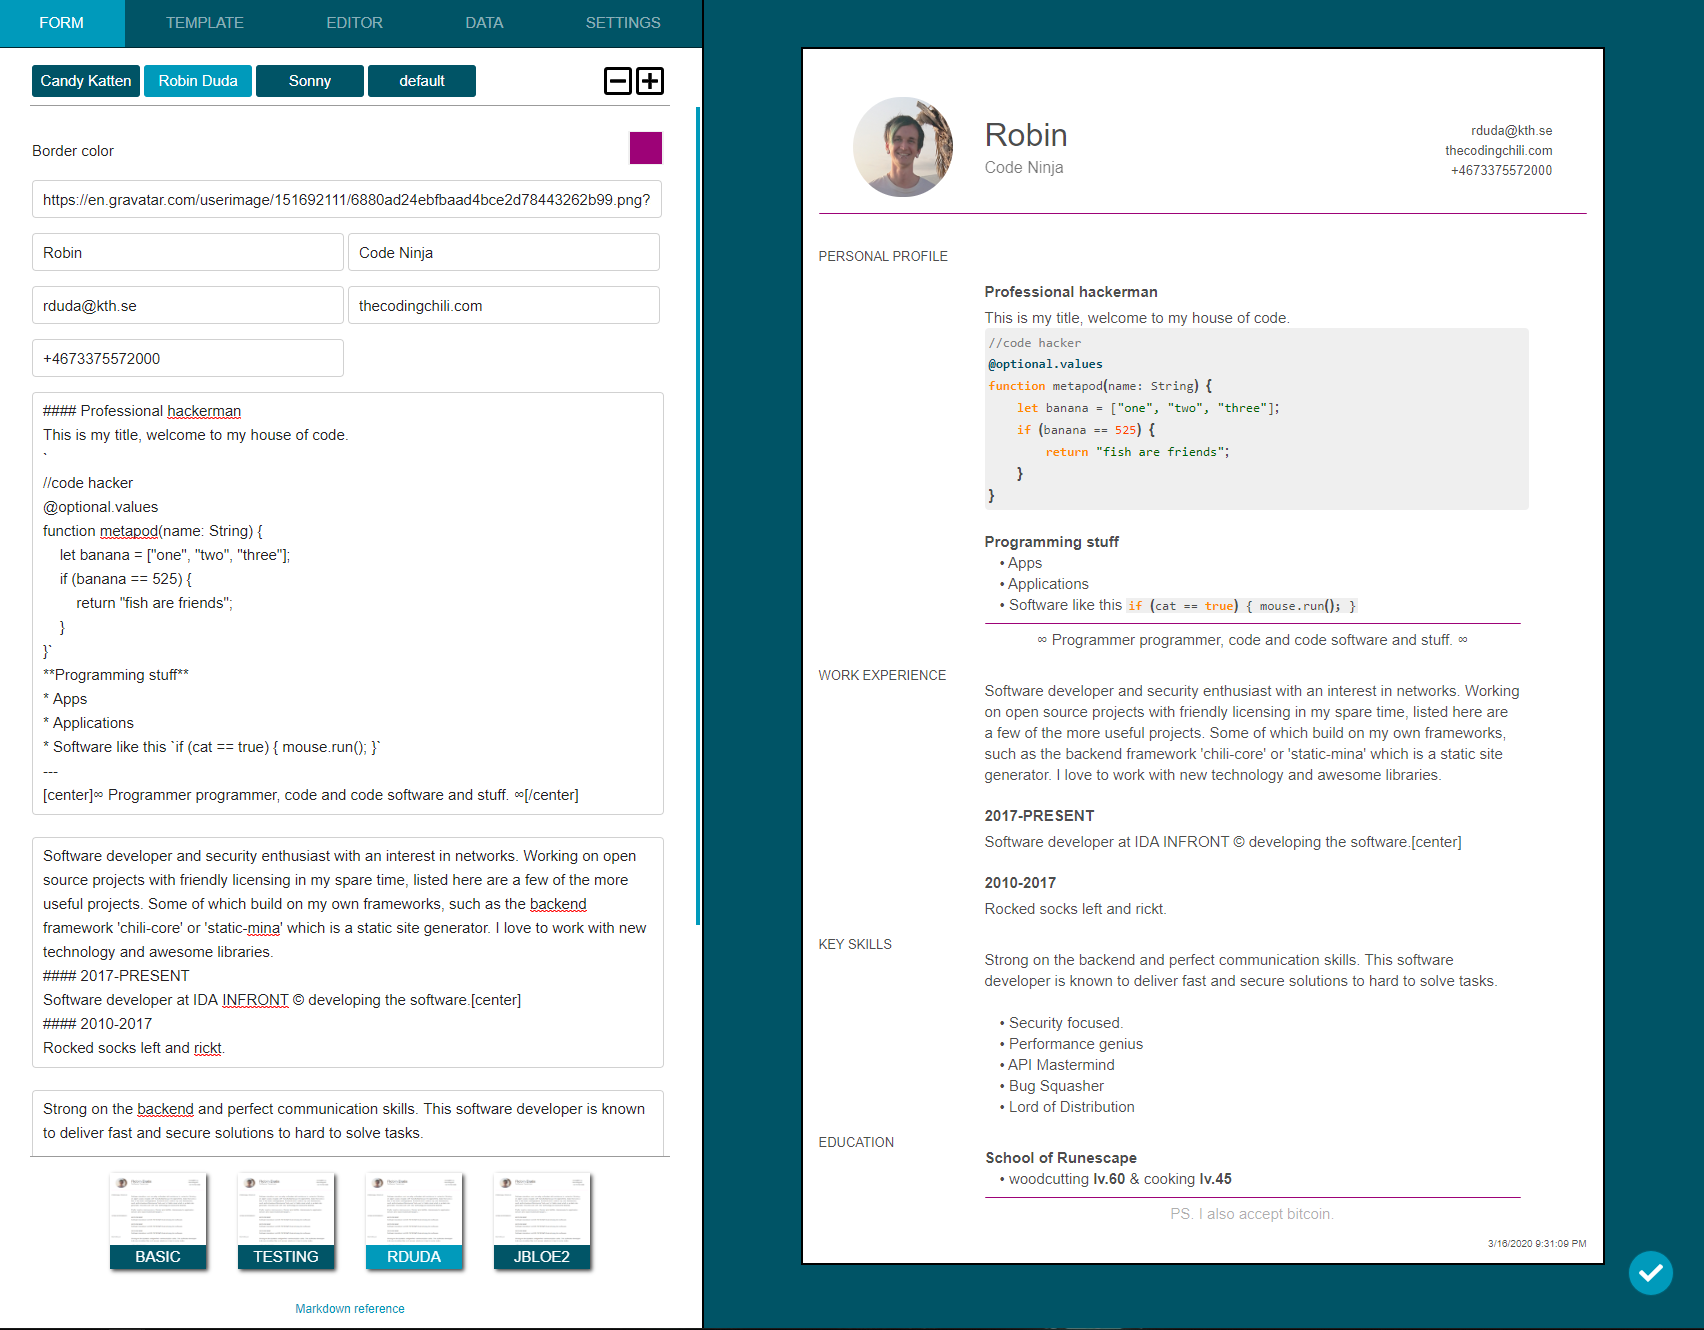 FORM TEMPLATE EDITOR DATA SETTINGS
Candy Katten Robin Duda Sonny default
Border color
https://en.gravatar.com/userimage/151692111/6880ad24ebfbaad4bce2d78443262b99.png?
Robin Code Ninja
rduda@kth.se thecodingchili.com
+4673375572000
#### Professional hackerman
This is my title, welcome to my house of code.
`
//code hacker
@optional.values
function metapod(name: String) {
    let banana = ["one", "two", "three"];
    if (banana == 525) {
        return "fish are friends";
    }
}`
**Programming stuff**
* Apps
* Applications
* Software like this `if (cat == true) { mouse.run(); }`
---
[center]∞ Programmer programmer, code and code software and stuff. ∞[/center]
Software developer and security enthusiast with an interest in networks. Working on open
source projects with friendly licensing in my spare time, listed here are a few of the more
useful projects. Some of which build on my own frameworks, such as the backend
framework 'chili-core' or 'static-mina' which is a static site generator. I love to work with new
technology and awesome libraries.
#### 2017-PRESENT
Software developer at IDA INFRONT © developing the software.[center]
#### 2010-2017
Rocked socks left and rickt.
Strong on the backend and perfect communication skills. This software developer is known
to deliver fast and secure solutions to hard to solve tasks.
BASIC TESTING RDUDA JBLOE2
Markdown reference
Robin
Code Ninja
rduda@kth.se
thecodingchili.com
+4673375572000
PERSONAL PROFILE
Professional hackerman
This is my title, welcome to my house of code.
//code hacker
@optional.values
function metapod(name: String) {
    let banana = ["one", "two", "three"];
    if (banana == 525) {
        return "fish are friends";
    }
}
Programming stuff
• Apps
• Applications
• Software like this if (cat == true) { mouse.run(); }
∞ Programmer programmer, code and code software and stuff. ∞
WORK EXPERIENCE
Software developer and security enthusiast with an interest in networks. Working
on open source projects with friendly licensing in my spare time, listed here are
a few of the more useful projects. Some of which build on my own frameworks,
such as the backend framework 'chili-core' or 'static-mina' which is a static site
generator. I love to work with new technology and awesome libraries.
2017-PRESENT
Software developer at IDA INFRONT © developing the software.[center]
2010-2017
Rocked socks left and rickt.
KEY SKILLS
Strong on the backend and perfect communication skills. This software
developer is known to deliver fast and secure solutions to hard to solve tasks.
• Security focused.
• Performance genius
• API Mastermind
• Bug Squasher
• Lord of Distribution
EDUCATION
School of Runescape
• woodcutting lv.60 & cooking lv.45
PS. I also accept bitcoin.
3/16/2020 9:31:09 PM